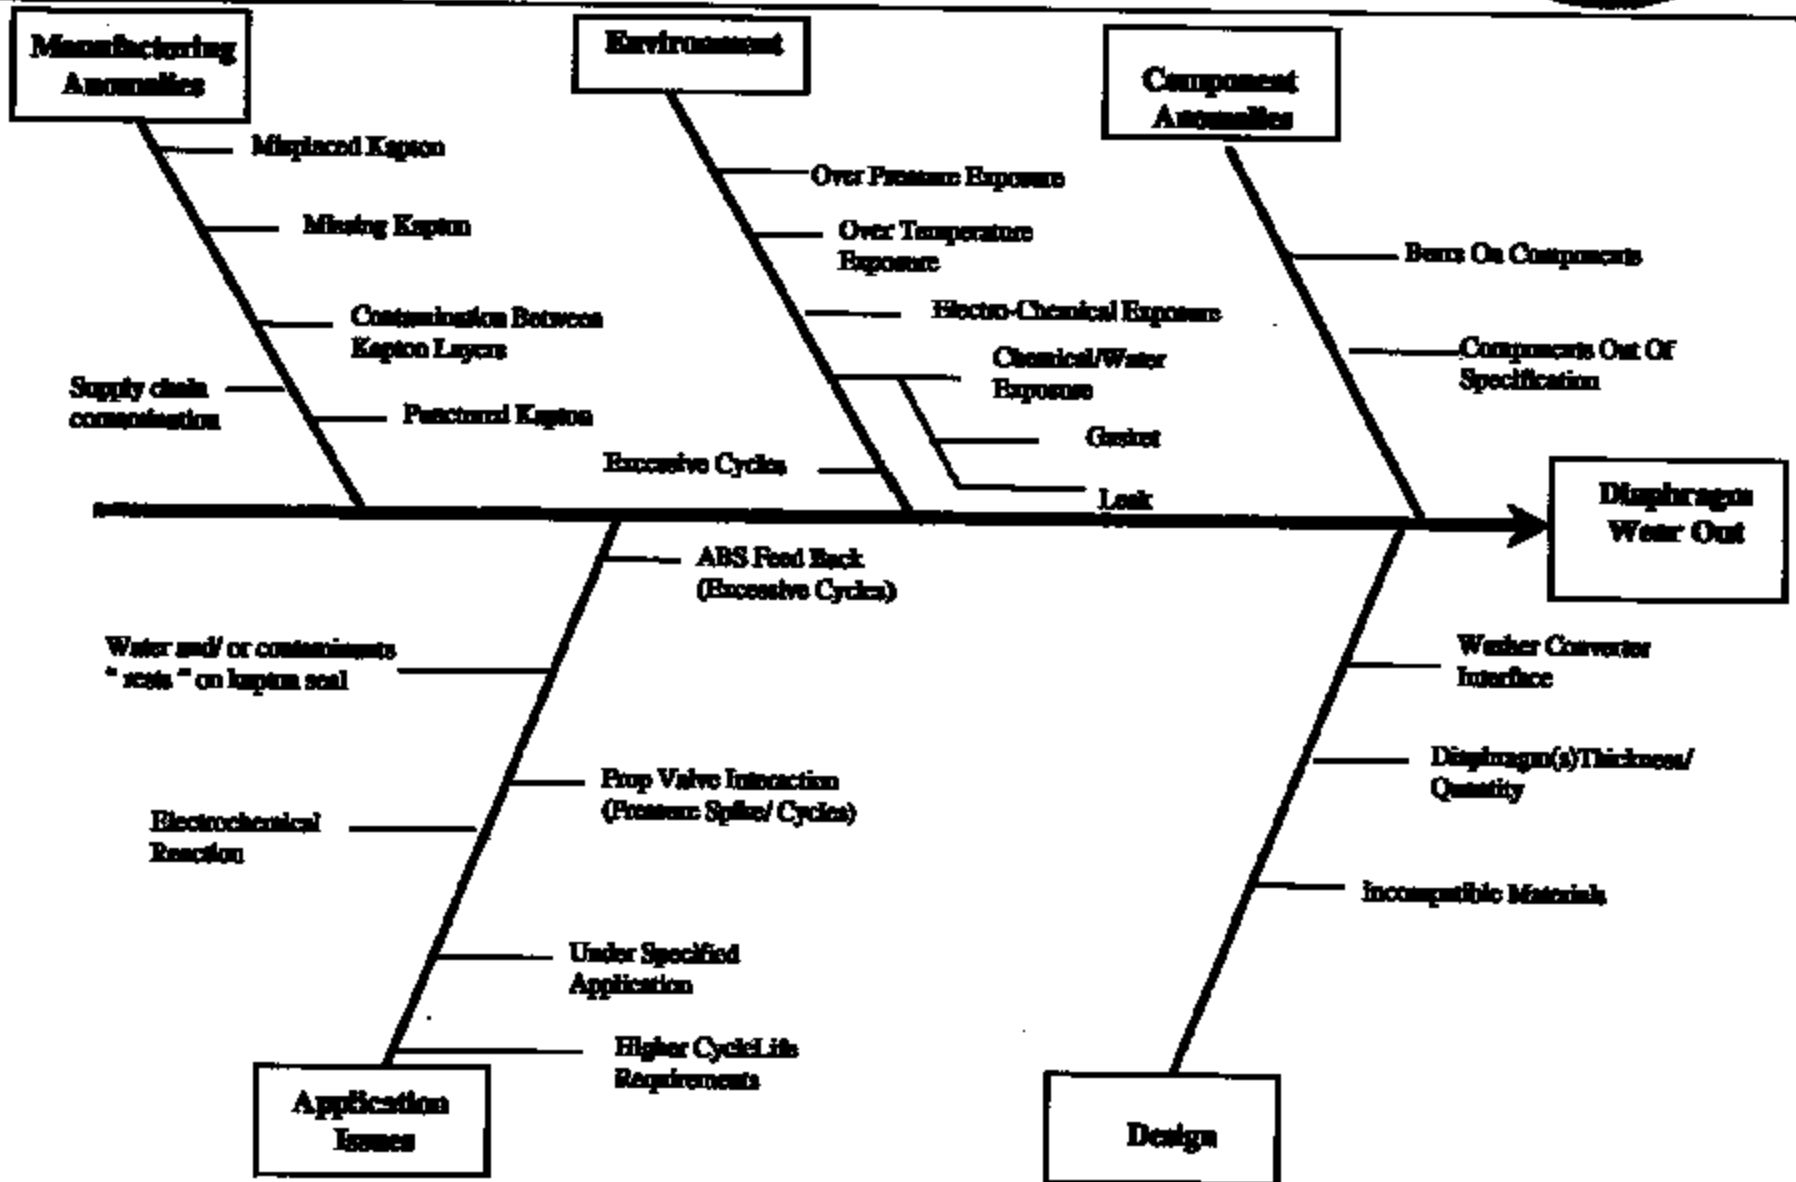 Manufacturing
Anomalies
Misplaced Kapton
Missing Kapton
Contamination Between
Kapton Layers
Supply chain
contamination
Punctured Kapton
Environment
Over Pressure Exposure
Over Temperature
Exposure
Electro-Chemical Exposure
Chemical/Water
Exposure
Gasket
Leak
Excessive Cycles
Component
Anomalies
On Components
Components Out Of
Specification
Diaphragm
Wear Out
ABS Feed Back
(Excessive Cycles)
Water and/ or contaminants
" rests " on kapton seal
Prop Valve Interaction
(Pressure Spike/ Cycles)
Electrochemical
Reaction
Under Specified
Application
Higher Cycle Life
Requirements
Application
Issues
Washer Converter
Interface
Diaphragm(s)Thickness/
Quantity
Incompatible Materials
Design